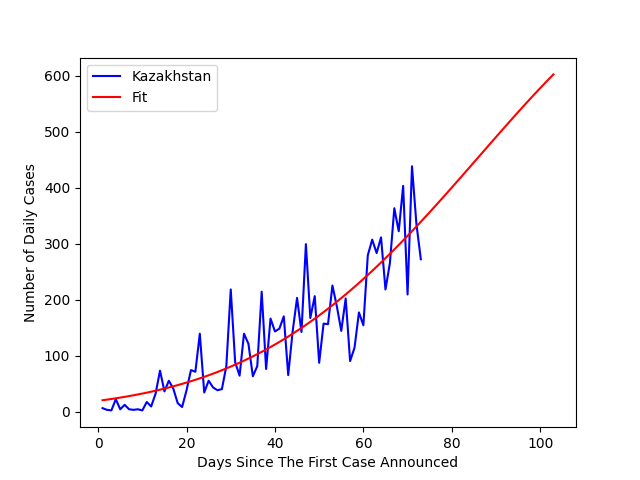 Kazakhstan
Fit
600
500
400
300
200
100
0
Number of Daily Cases
0 20 40 60 80 100
Days Since The First Case Announced